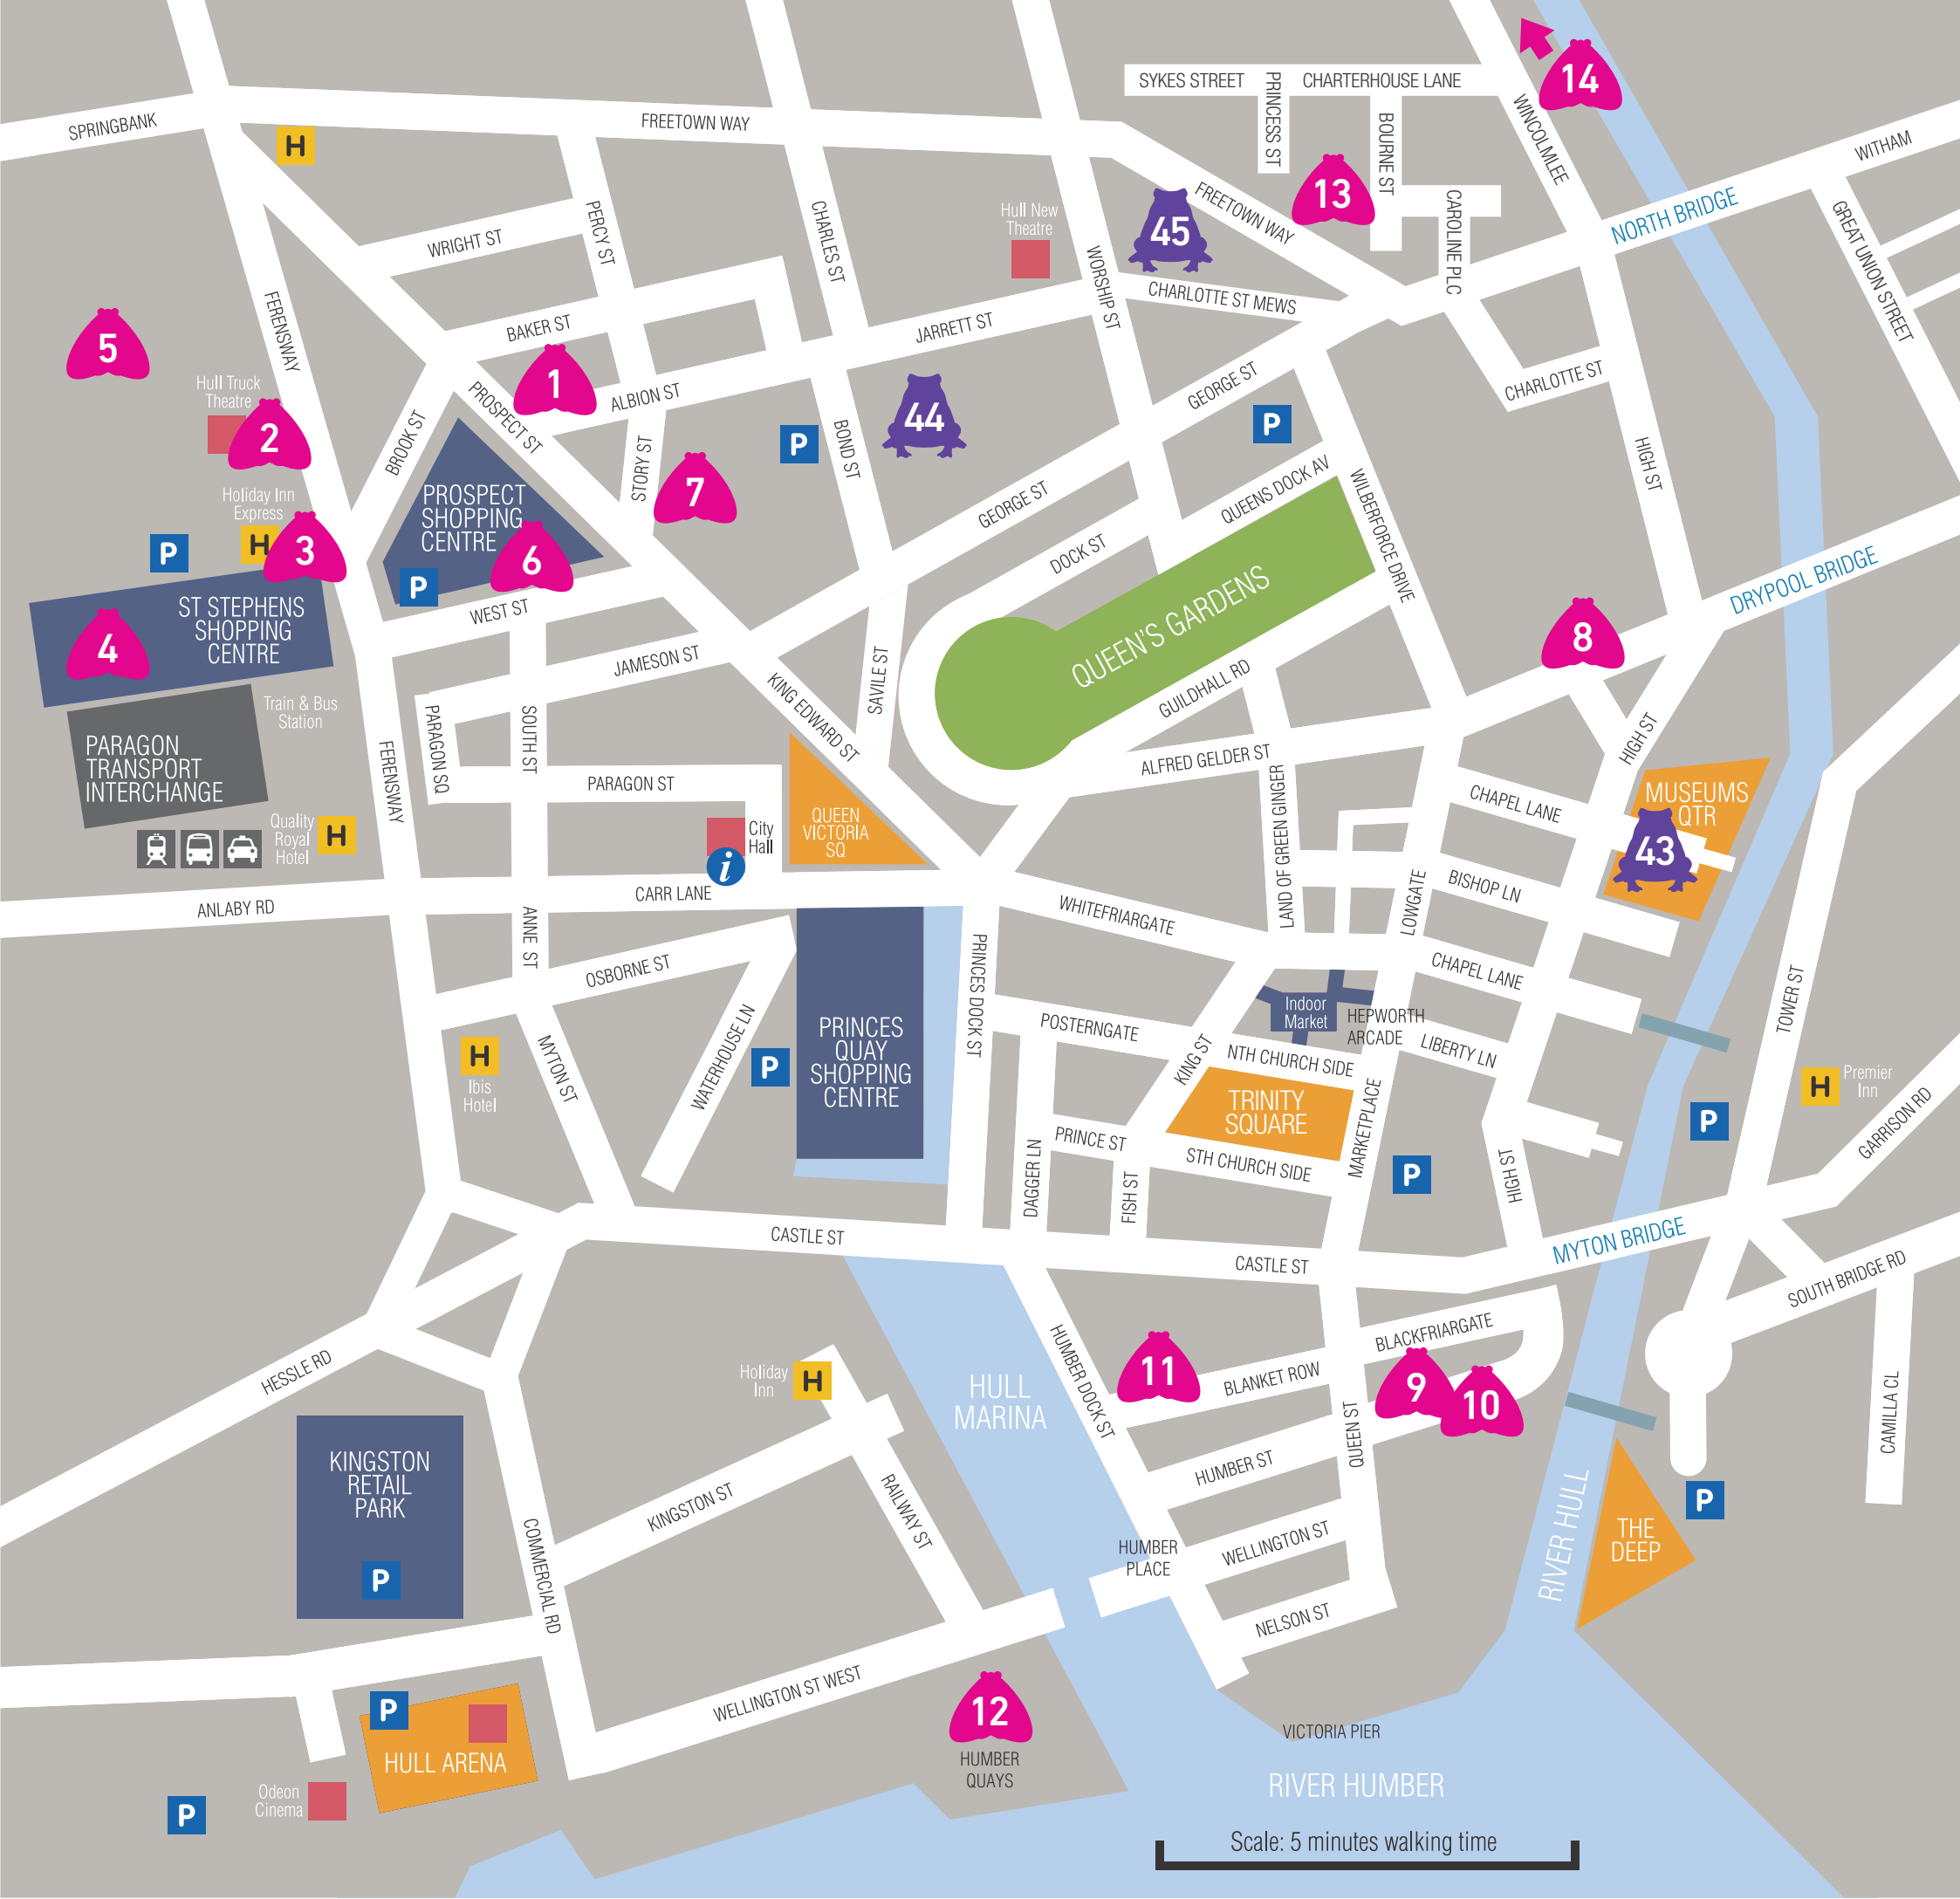 14
SYKES STREET
PRINCESS ST
CHARTERHOUSE LANE
BOURNE ST
WINCOLMLEE
WITHAM
SPRINGBANK
FREETOWN WAY
H
13
FREETOWN WAY
CAROLINE PLC
NORTH BRIDGE
GREAT UNION STREET
PERCY ST
WRIGHT ST
CHARLES ST
Hull New
Theatre
45
WORSHIP ST
CHARLOTTE ST MEWS
FERENSWAY
5
BAKER ST
JARRETT ST
1
ALBION ST
PROSPECT ST
Hull Truck
Theatre
2
BROOK ST
STORY ST
P
BOND ST
44
GEORGE ST
P
CHARLOTTE ST
HIGH ST
7
GEORGE ST
QUEENS DOCK AV
WILBERFORCE DRIVE
Holiday Inn
Express
H
3
P
PROSPECT
SHOPPING
CENTRE
6
P
DOCK ST
DRYPOOL BRIDGE
ST STEPHENS
SHOPPING
CENTRE
4
WEST ST
QUEEN'S GARDENS
8
JAMESON ST
KING EDWARD ST
SAVILE ST
GUILDHALL RD
Train & Bus
Station
PARAGON
TRANSPORT
INTERCHANGE
FERENSWAY
PARAGON SQ
SOUTH ST
PARAGON ST
ALFRED GELDER ST
HIGH ST
Quality
Royal
Hotel
H
City
Hall
i
QUEEN
VICTORIA
SQ
LAND OF GREEN GINGER
CHAPEL LANE
MUSEUMS
QTR
43
ANLABY RD
CARR LANE
WHITEFRIARGATE
LOWGATE
BISHOP LN
ANNE ST
OSBORNE ST
PRINCES DOCK ST
CHAPEL LANE
Indoor
Market
HEPWORTH
ARCADE
TOWER ST
H
Ibis
Hotel
MYTON ST
WATERHOUSE LN
P
PRINCES
QUAY
SHOPPING
CENTRE
POSTERNGATE
KING ST
NTH CHURCH SIDE
LIBERTY LN
TRINITY
SQUARE
MARKETPLACE
H
Premier
Inn
P
GARRISON RD
DAGGER LN
PRINCE ST
FISH ST
STH CHURCH SIDE
P
HIGH ST
CASTLE ST
CASTLE ST
MYTON BRIDGE
SOUTH BRIDGE RD
HESSLE RD
Holiday
Inn
H
HULL
MARINA
HUMBER DOCK ST
11
BLANKET ROW
BLACKFRIARGATE
9
10
QUEEN ST
CAMILLA CL
KINGSTON
RETAIL
PARK
P
COMMERCIAL RD
KINGSTON ST
RAILWAY ST
HUMBER ST
HUMBER
PLACE
WELLINGTON ST
NELSON ST
RIVER HULL
THE
DEEP
P
WELLINGTON ST WEST
12
HUMBER
QUAYS
P
HULL ARENA
Odeon
Cinema
P
VICTORIA PIER
RIVER HUMBER
Scale: 5 minutes walking time